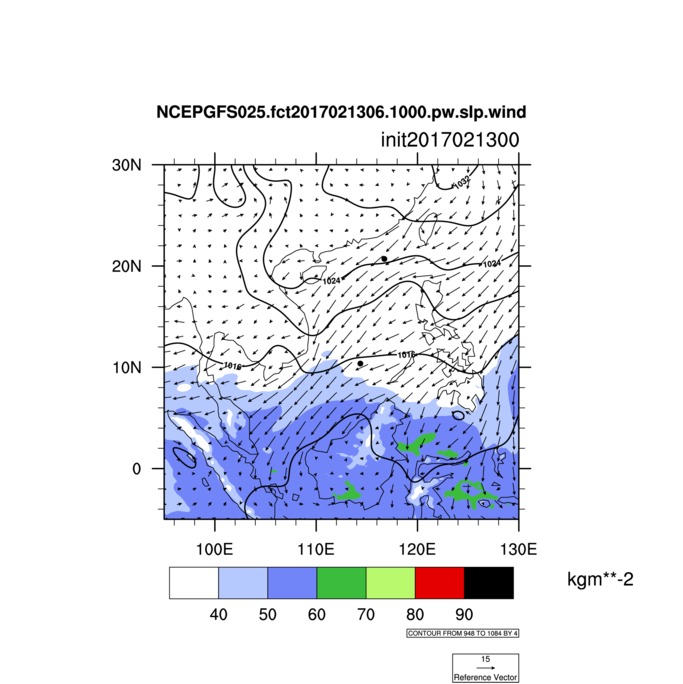 NCEPGFS025.fct2017021306.1000.pw.slp.wind
init2017021300
30N
1032
20N
1024
1024
10N
1016
1016
0
100E 110E 120E 130E
kgm**-2
40 50 60 70 80 90
CONTOUR FROM 948 TO 1084 BY 4
15
Reference Vector